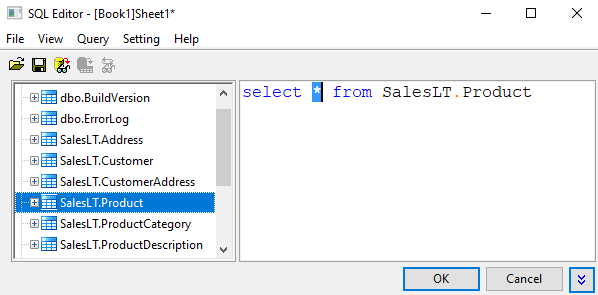 SQL Editor - [Book1]Sheet1*
File View Query Setting Help
dbo.BuildVersion
dbo.ErrorLog
SalesLT.Address
SalesLT.Customer
SalesLT.CustomerAddress
SalesLT.Product
SalesLT.ProductCategory
SalesLT.ProductDescription
select * from SalesLT.Product
OK Cancel